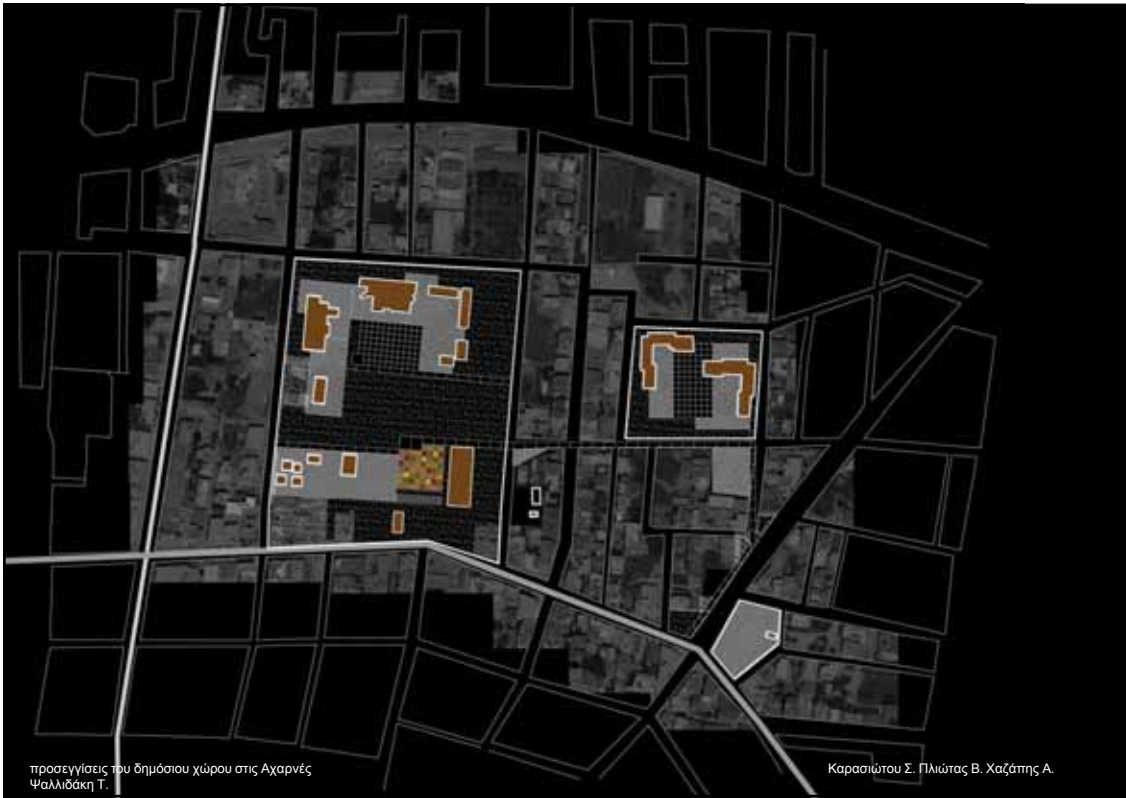 προσεγγίσεις του δημόσιου χώρου στις Αχαρνές
Ψαλλιδάκη Τ.
Καρασιώτου Σ. Πλιώτας Β. Χαζάπης Α.